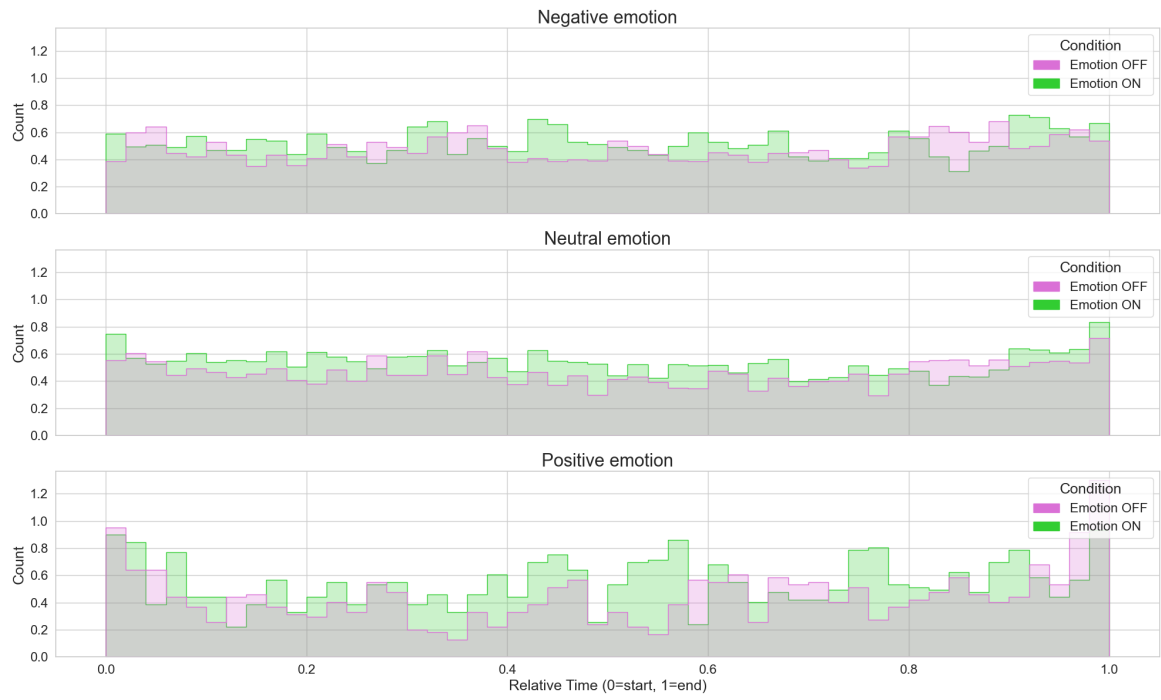 Negative emotion
Count
1.2
1.0
0.8
0.6
0.4
0.2
0.0
Condition
Emotion OFF
Emotion ON
Neutral emotion
Count
1.2
1.0
0.8
0.6
0.4
0.2
0.0
Condition
Emotion OFF
Emotion ON
Positive emotion
Count
1.2
1.0
0.8
0.6
0.4
0.2
0.0
Condition
Emotion OFF
Emotion ON
0.0 0.2 0.4 0.6 0.8 1.0
Relative Time (0=start, 1=end)